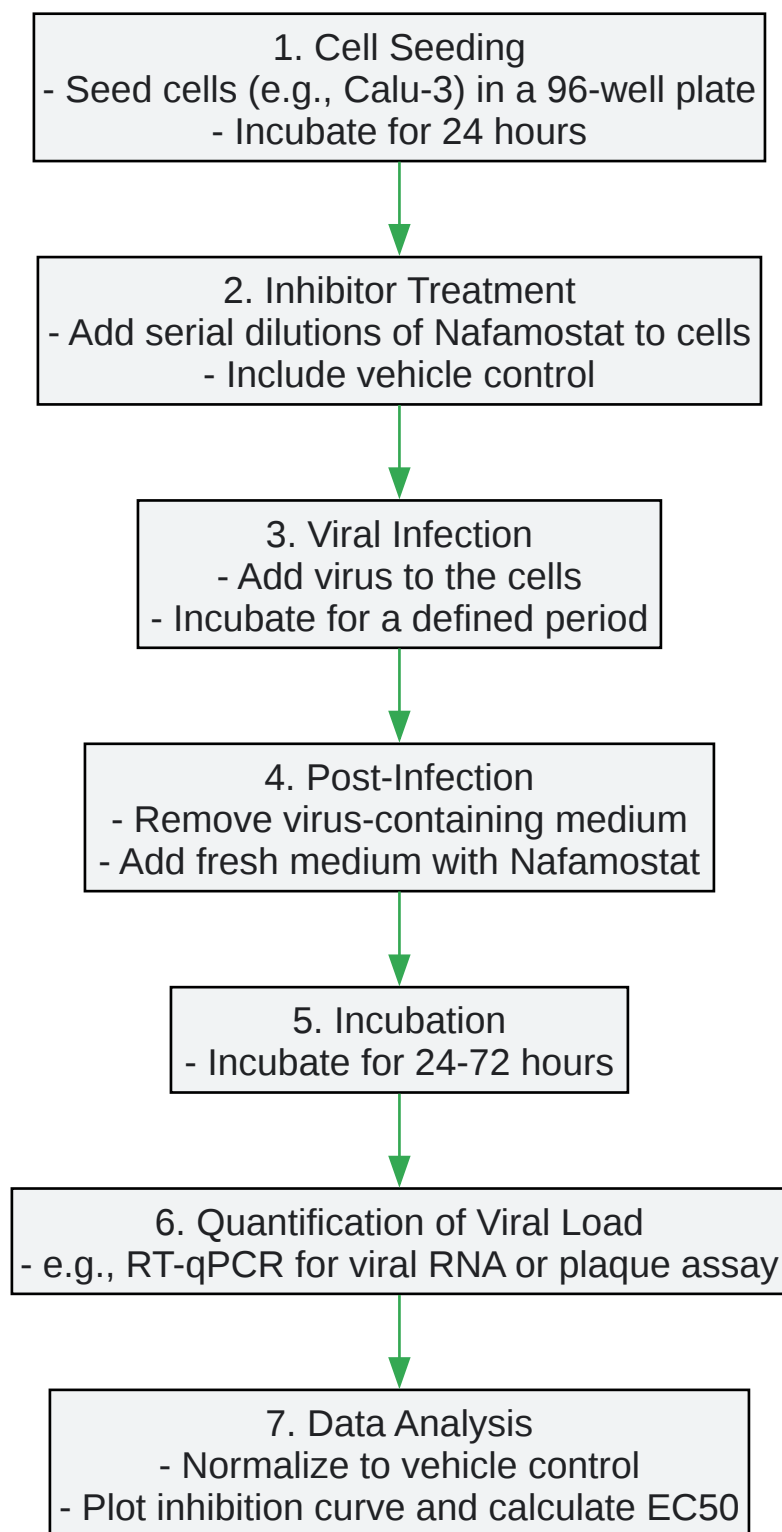 1. Cell Seeding
- Seed cells (e.g., Calu-3) in a 96-well plate
- Incubate for 24 hours
2. Inhibitor Treatment
- Add serial dilutions of Nafamostat to cells
- Include vehicle control
3. Viral Infection
- Add virus to the cells
- Incubate for a defined period
4. Post-Infection
- Remove virus-containing medium
- Add fresh medium with Nafamostat
5. Incubation
- Incubate for 24-72 hours
6. Quantification of Viral Load
- e.g., RT-qPCR for viral RNA or plaque assay
7. Data Analysis
- Normalize to vehicle control
- Plot inhibition curve and calculate EC50